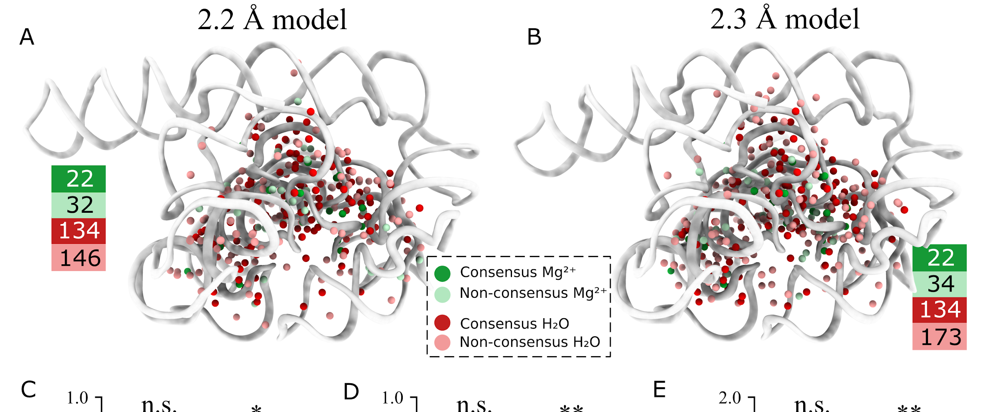 2.2 Å model
2.3 Å model
A
B
22
32
134
146
Consensus Mg²⁺
Non-consensus Mg²⁺
Consensus H₂O
Non-consensus H₂O
22
34
134
173
C
1.0
n.s.
*
D
1.0
n.s.
**
E
2.0
n.s.
**